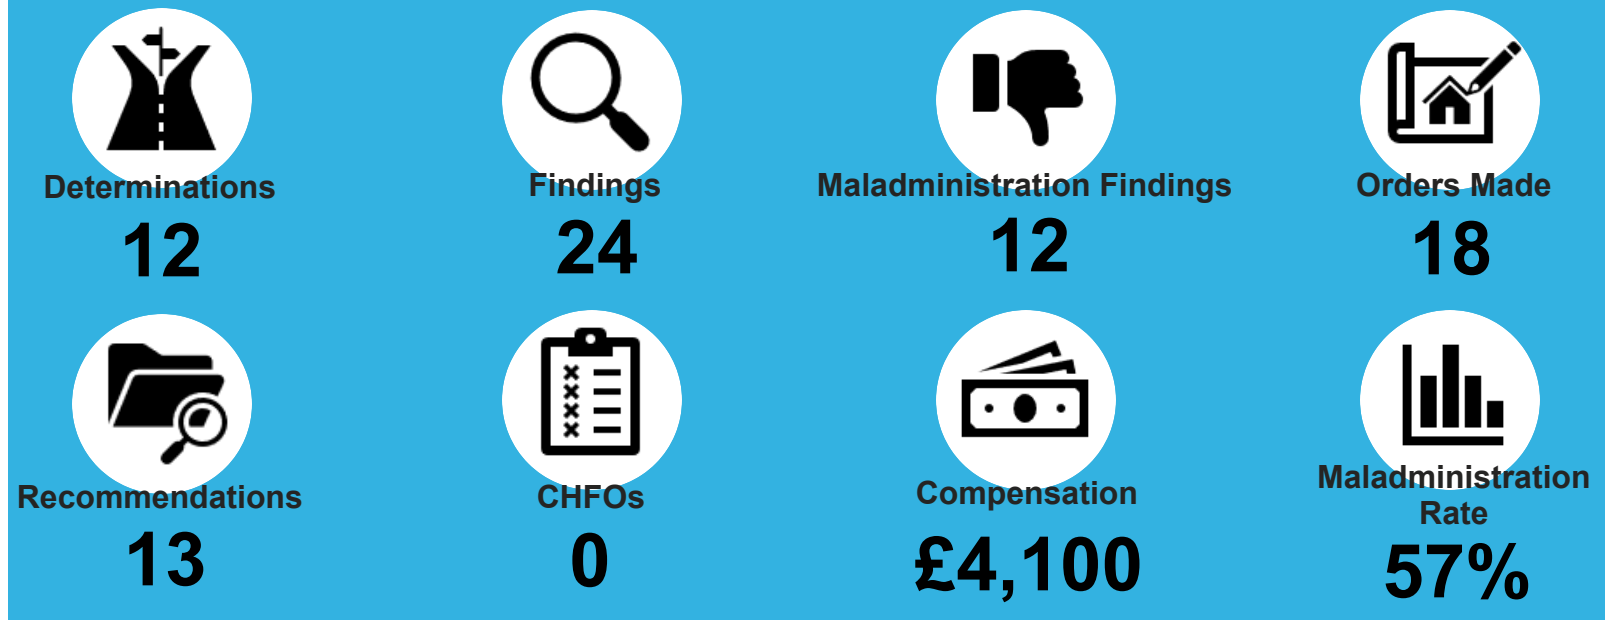 Determinations
12
Findings
24
Maladministration Findings
12
Orders Made
18
Recommendations
13
CHFOs
0
Compensation
£4,100
Maladministration
Rate
57%